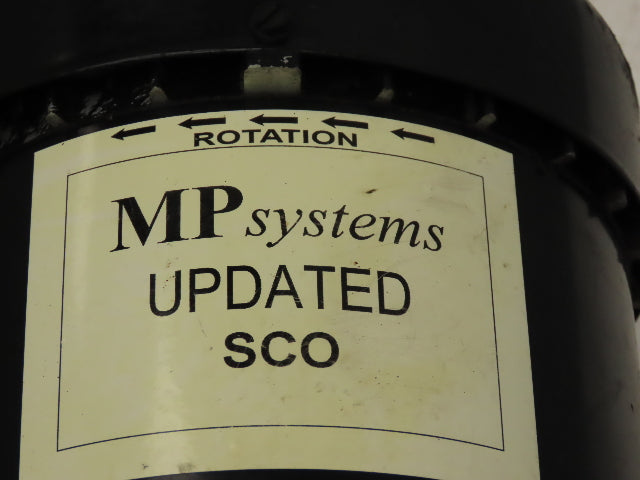 ROTATION
MP systems
UPDATED
SCO